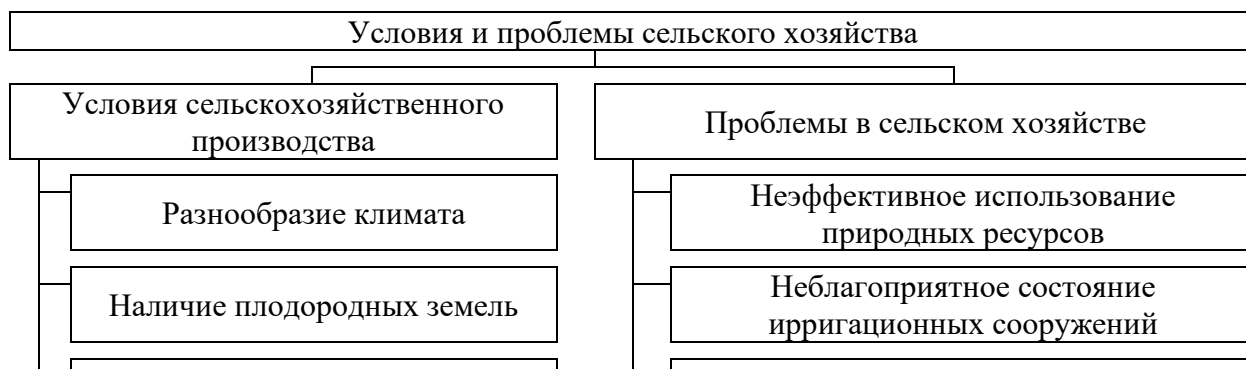 Условия и проблемы сельского хозяйства
Условия сельскохозяйственного
производства
Разнообразие климата
Наличие плодородных земель
Проблемы в сельском хозяйстве
Неэффективное использование
природных ресурсов
Неблагоприятное состояние
ирригационных сооружений